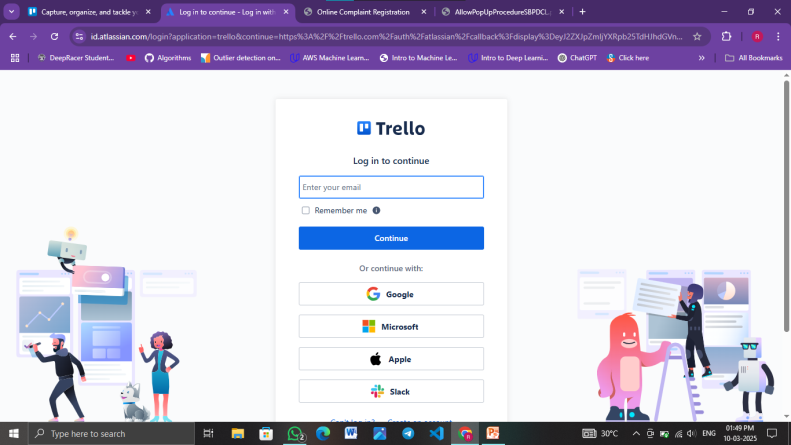 Capture, organize, and tackle yo
Log in to continue - Log in with
Online Complaint Registration
AllowPopUpProcedureSBPDCL.p
id.atlassian.com/login?application=trello&continue=https%3A%2F%2Ftrello.com%2Fauth%2Fatlassian%2Fcallback%3Fdisplay%3DeyJ2ZXJpZmljYXRpb25TdHJhdGVn...
R
DeepRacer Student...
Algorithms
Outlier detection on...
AWS Machine Learn...
Intro to Machine Le...
Intro to Deep Learni...
ChatGPT
Click here
All Bookmarks
Trello
Log in to continue
Enter your email
Remember me
Continue
Or continue with:
Google
Microsoft
Apple
Slack
Type here to search
2
30°C
ENG
01:49 PM
10-03-2025